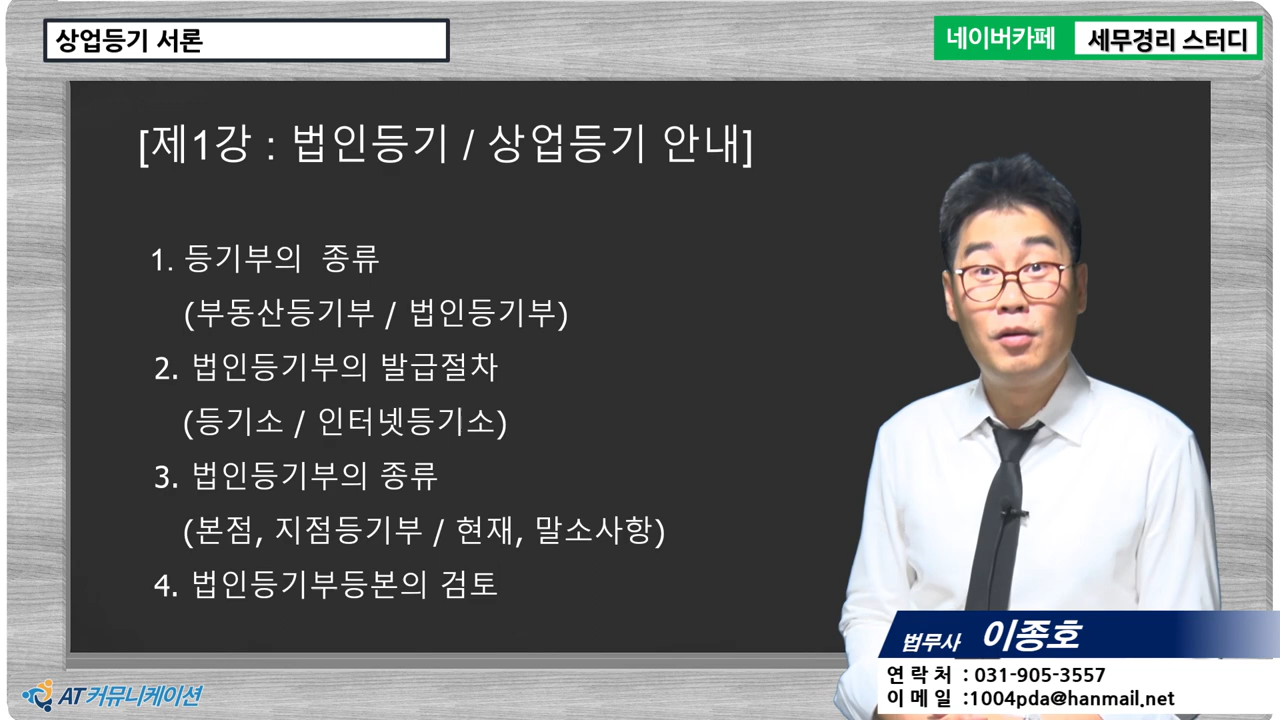 상업등기 서론
네이버카페 세무경리 스터디
[제1강 : 법인등기 / 상업등기 안내]
1. 등기부의 종류
(부동산등기부 / 법인등기부)
2. 법인등기부의 발급절차
(등기소 / 인터넷등기소)
3. 법인등기부의 종류
(본점, 지점등기부 / 현재, 말소사항)
4. 법인등기부등본의 검토
법무사 이종호
연 락 처 : 031-905-3557
이 메 일 :1004pda@hanmail.net
AT커뮤니케이션